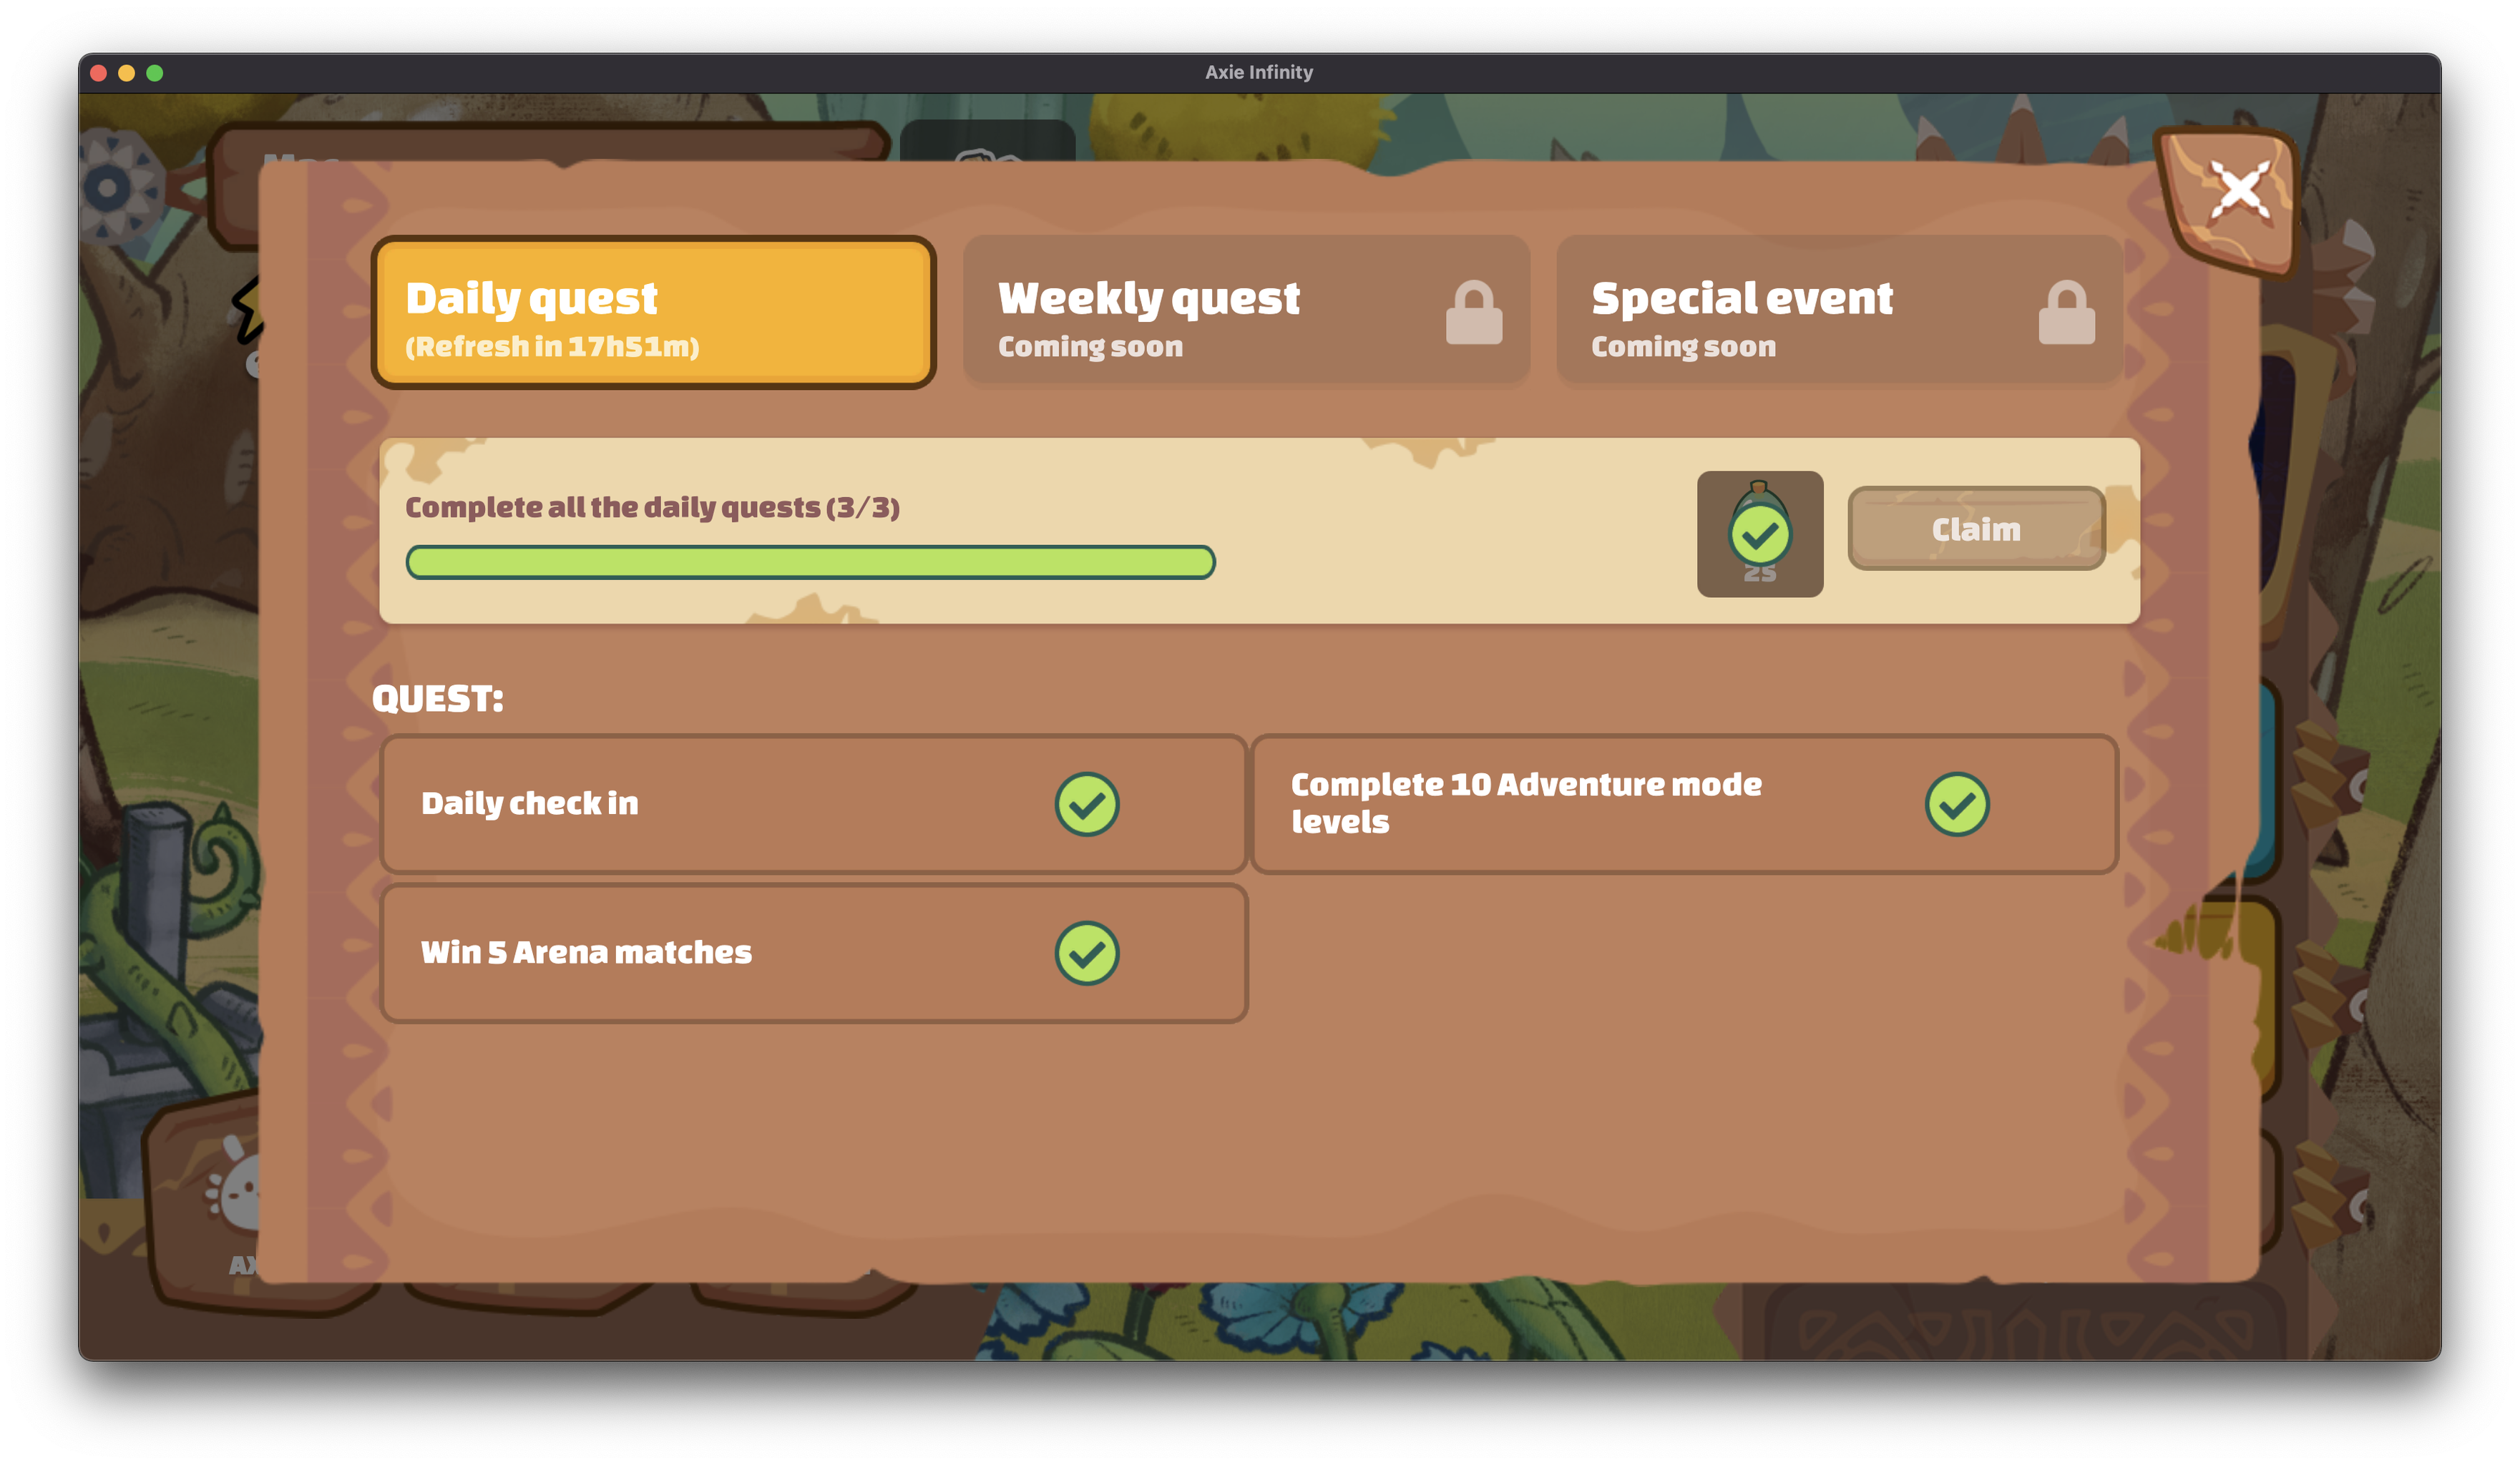 Axie Infinity
Daily quest
(Refresh in 17h51m)
Weekly quest
Coming soon
Special event
Coming soon
Complete all the daily quests (3/3)
25
Claim
QUEST:
Daily check in
Complete 10 Adventure mode
levels
Win 5 Arena matches